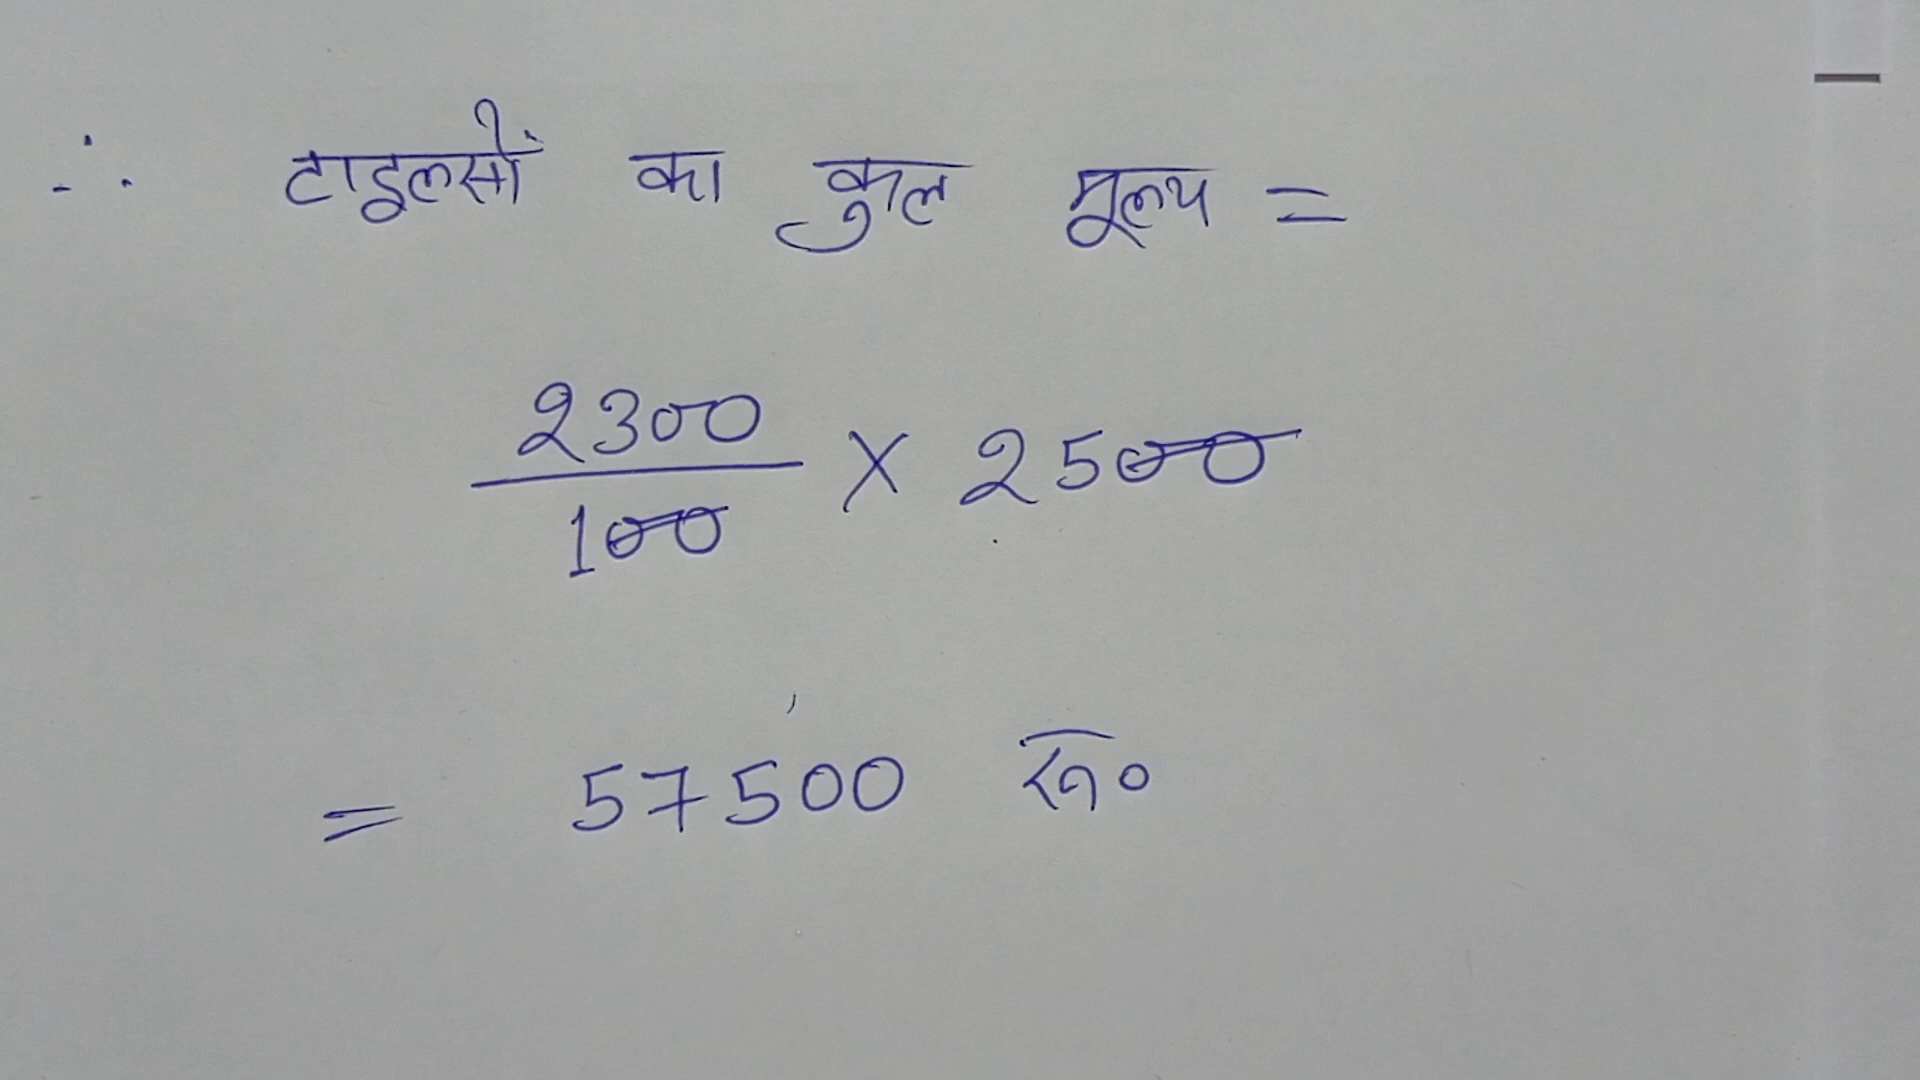 ∴ टाइलसों का कुल मूल्य =
2300
100 × 2500
= 57500 रू०